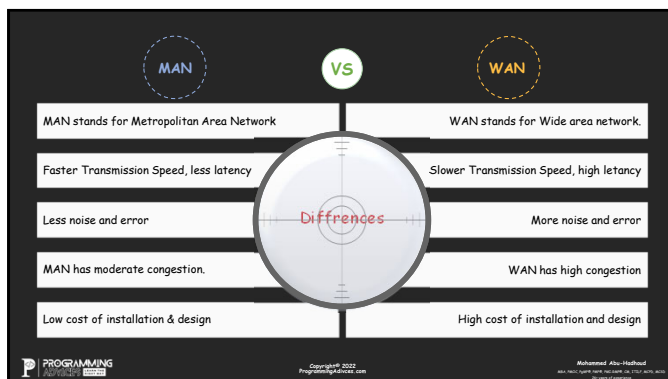 MAN
VS
WAN
MAN stands for Metropolitan Area Network
WAN stands for Wide area network.
Faster Transmission Speed, less latency
Slower Transmission Speed, high letancy
Diffrences
Less noise and error
More noise and error
MAN has moderate congestion.
WAN has high congestion
Low cost of installation & design
High cost of installation and design
PROGRAMMING
ADVICES
Copyright© 2022
ProgrammingAdivces.com
Mohammed Abu-Hadhoud